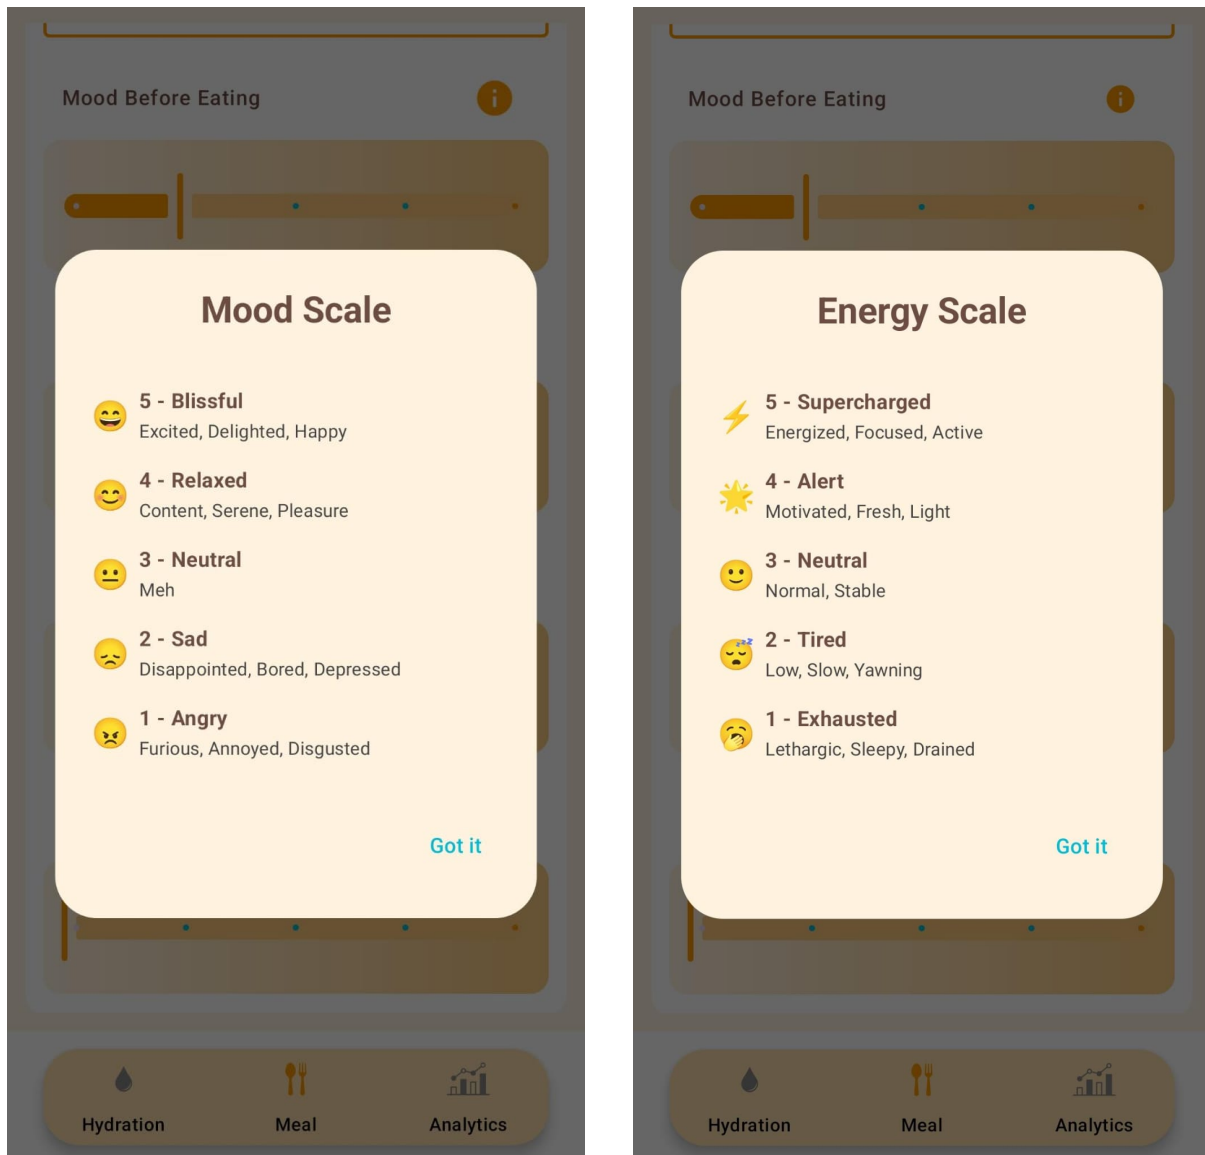 Mood Before Eating
Mood Scale
5 - Blissful
Excited, Delighted, Happy
4 - Relaxed
Content, Serene, Pleasure
3 - Neutral
Meh
2 - Sad
Disappointed, Bored, Depressed
1 - Angry
Furious, Annoyed, Disgusted
Got it
Hydration
Meal
Analytics
Mood Before Eating
Energy Scale
5 - Supercharged
Energized, Focused, Active
4 - Alert
Motivated, Fresh, Light
3 - Neutral
Normal, Stable
2 - Tired
Low, Slow, Yawning
1 - Exhausted
Lethargic, Sleepy, Drained
Got it
Hydration
Meal
Analytics